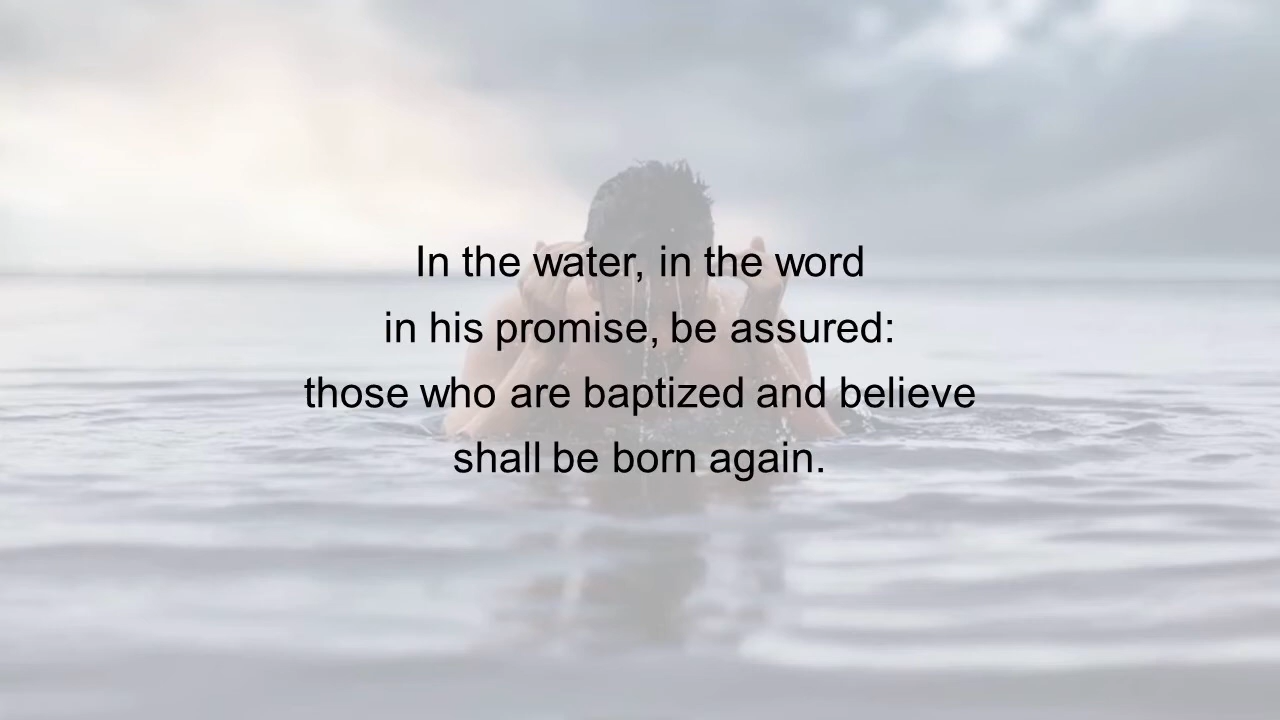 In the water, in the word
in his promise, be assured:
those who are baptized and believe
shall be born again.